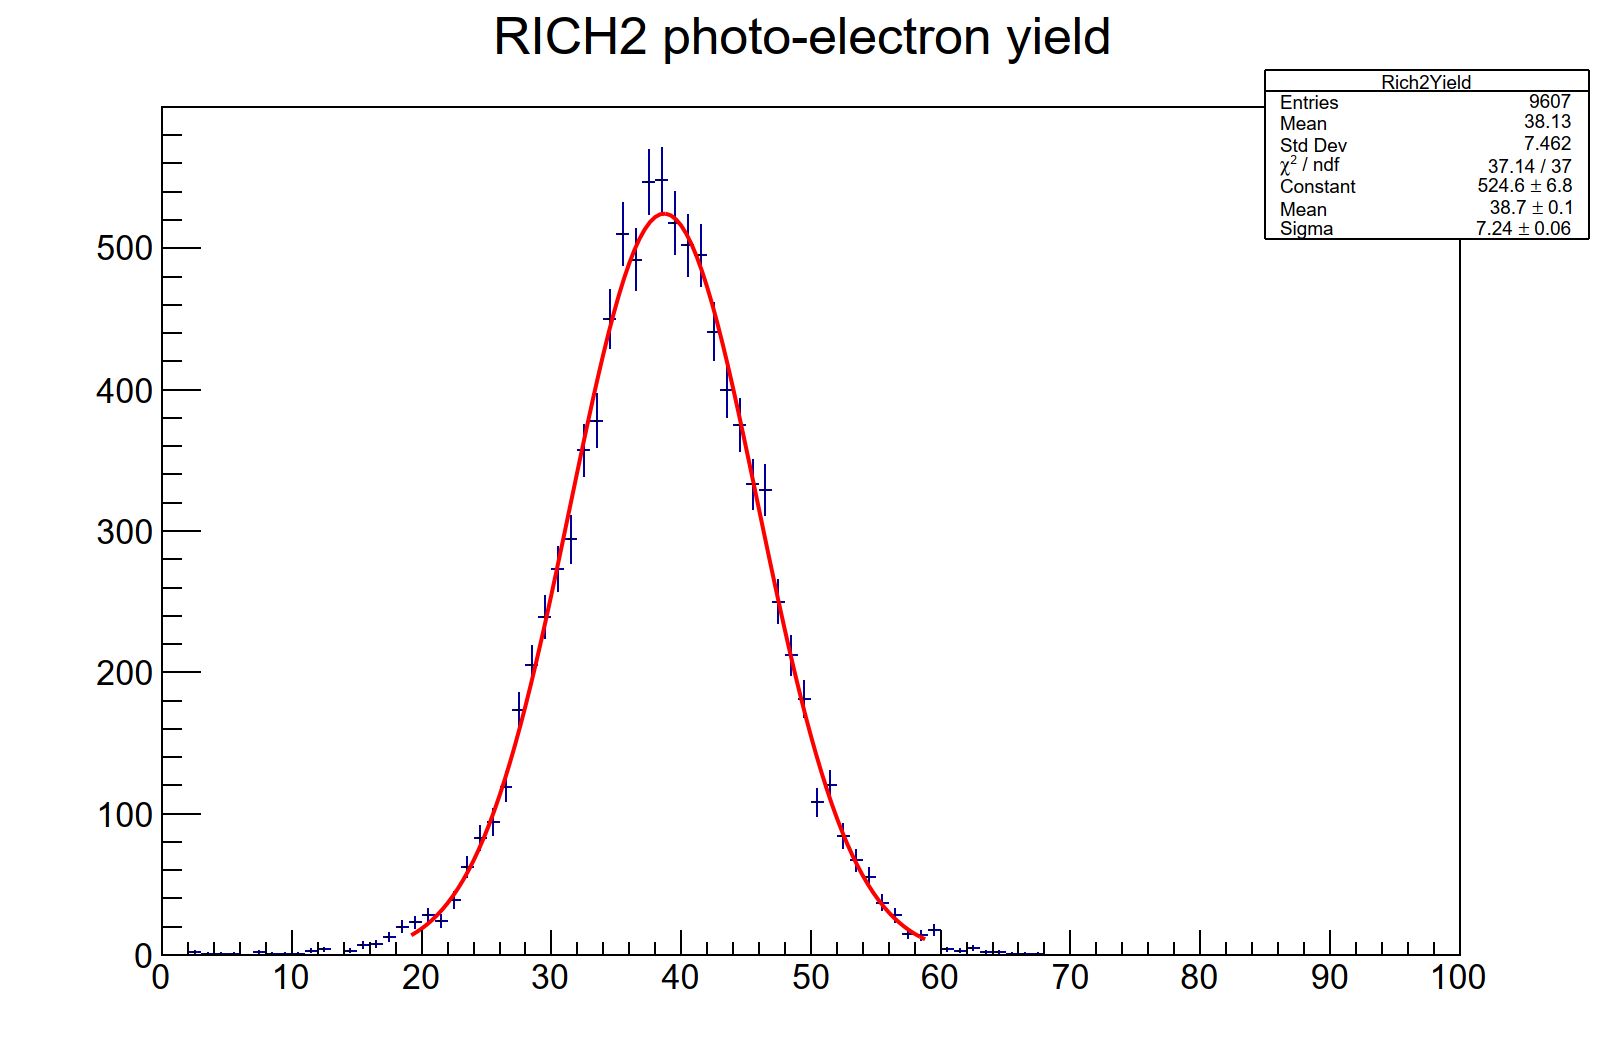 RICH2 photo-electron yield
Rich2Yield
Entries 9607
Mean 38.13
Std Dev 7.462
χ² / ndf 37.14 / 37
Constant 524.6 ± 6.8
Mean 38.7 ± 0.1
Sigma 7.24 ± 0.06
500
400
300
200
100
0
0 10 20 30 40 50 60 70 80 90 100